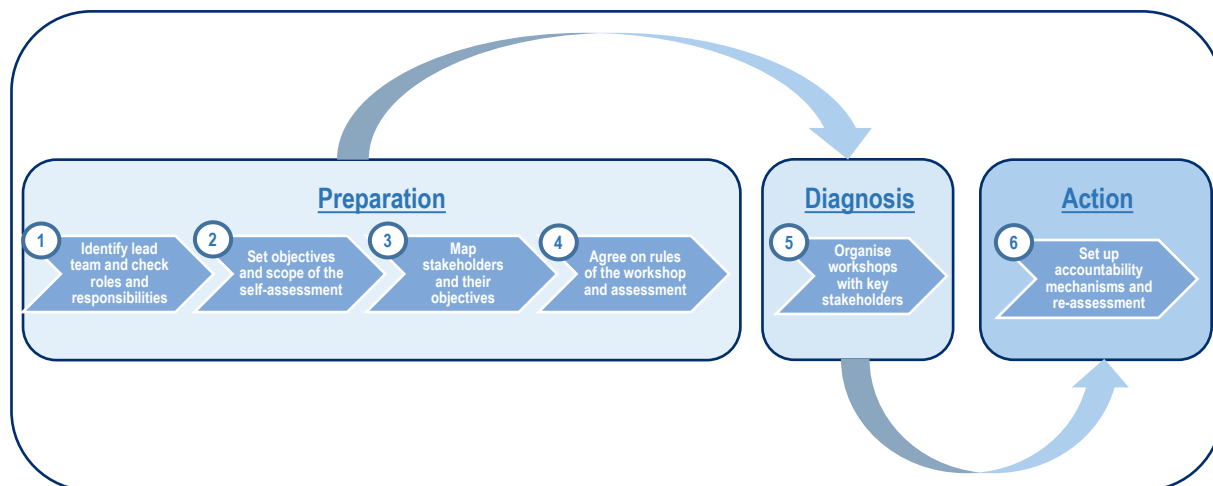 Preparation
1
Identify lead
team and check
roles and
responsibilities
2
Set objectives
and scope of the
self-assessment
3
Map
stakeholders
and their
objectives
4
Agree on rules
of the workshop
and assessment
Diagnosis
5
Organise
workshops
with key
stakeholders
Action
6
Set up
accountability
mechanisms and
re-assessment